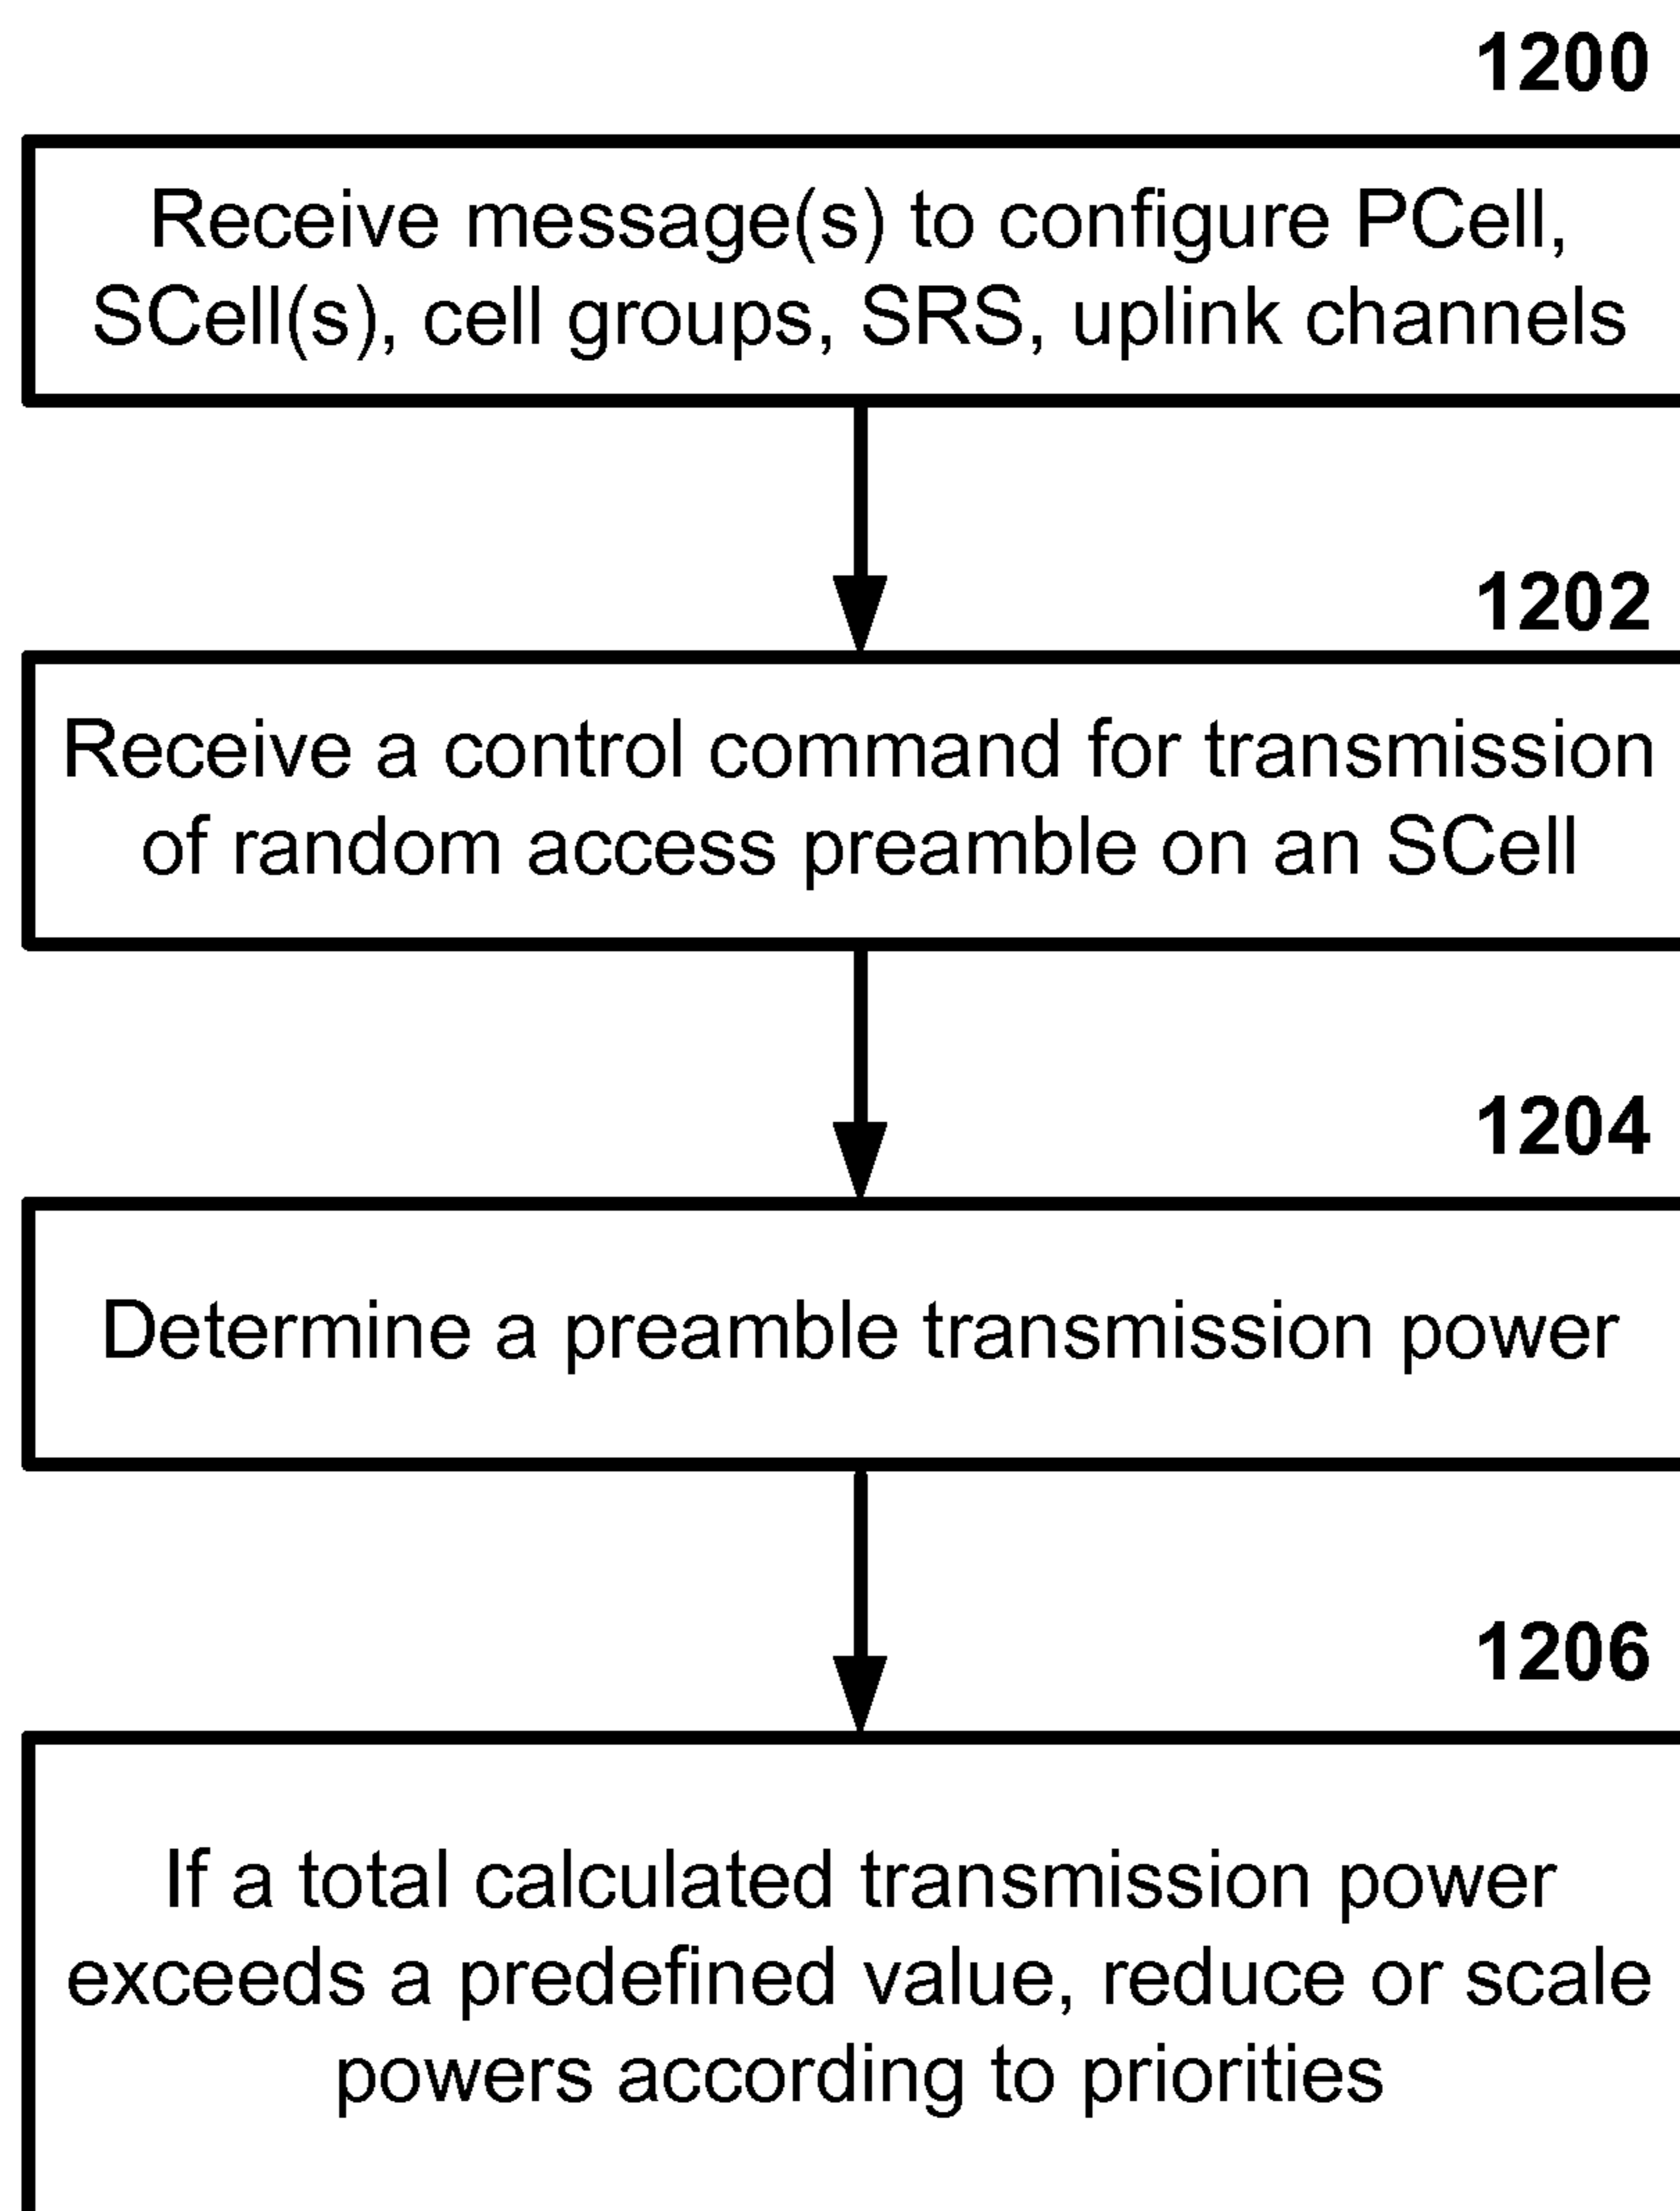 1200
Receive message(s) to configure PCell,
SCell(s), cell groups, SRS, uplink channels
1202
Receive a control command for transmission
of random access preamble on an SCell
1204
Determine a preamble transmission power
1206
If a total calculated transmission power
exceeds a predefined value, reduce or scale
powers according to priorities